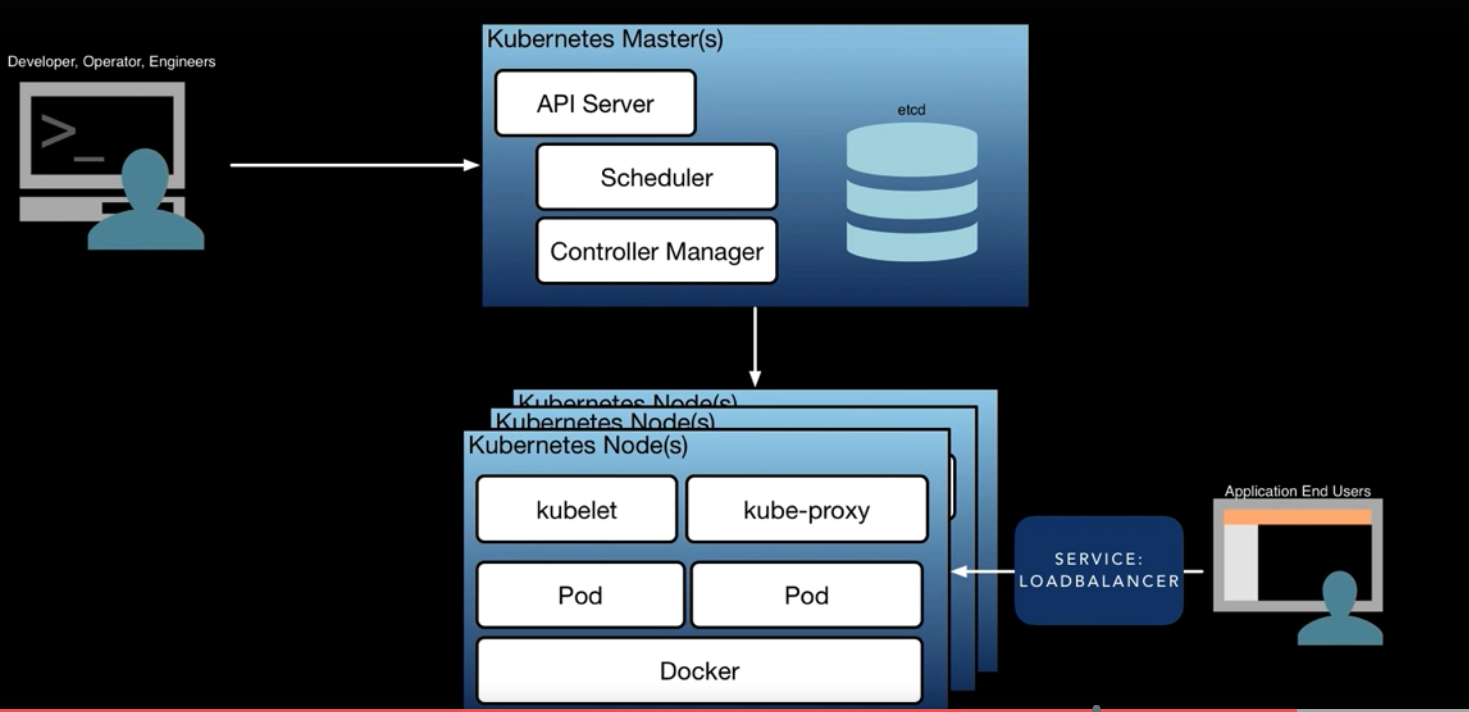 Developer, Operator, Engineers
>_
Kubernetes Master(s)
API Server
Scheduler
Controller Manager
etcd
Kubernetes Node(s)
Kubernetes Node(s)
Kubernetes Node(s)
kubelet
kube-proxy
Pod
Pod
Docker
SERVICE:
LOADBALANCER
Application End Users